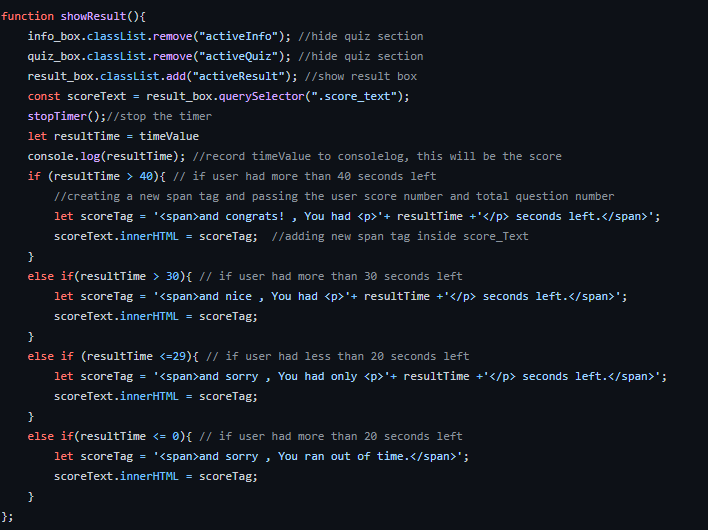 function showResult(){
    info_box.classList.remove("activeInfo"); //hide quiz section
    quiz_box.classList.remove("activeQuiz"); //hide quiz section
    result_box.classList.add("activeResult"); //show result box
    const scoreText = result_box.querySelector(".score_text");
    stopTimer();//stop the timer
    let resultTime = timeValue
    console.log(resultTime); //record timeValue to consolelog, this will be the score
    if (resultTime > 40){ // if user had more than 40 seconds left
        //creating a new span tag and passing the user score number and total question number
        let scoreTag = '<span>and congrats! , You had <p>'+ resultTime +'</p> seconds left.</span>';
        scoreText.innerHTML = scoreTag;  //adding new span tag inside score_Text
    }
    else if(resultTime > 30){ // if user had more than 30 seconds left
        let scoreTag = '<span>and nice , You had <p>'+ resultTime +'</p> seconds left.</span>';
        scoreText.innerHTML = scoreTag;
    }
    else if (resultTime <=29){ // if user had less than 20 seconds left
        let scoreTag = '<span>and sorry , You had only <p>'+ resultTime +'</p> seconds left.</span>';
        scoreText.innerHTML = scoreTag;
    }
    else if(resultTime <= 0){ // if user had more than 20 seconds left
        let scoreTag = '<span>and sorry , You ran out of time.</span>';
        scoreText.innerHTML = scoreTag;
    }
};